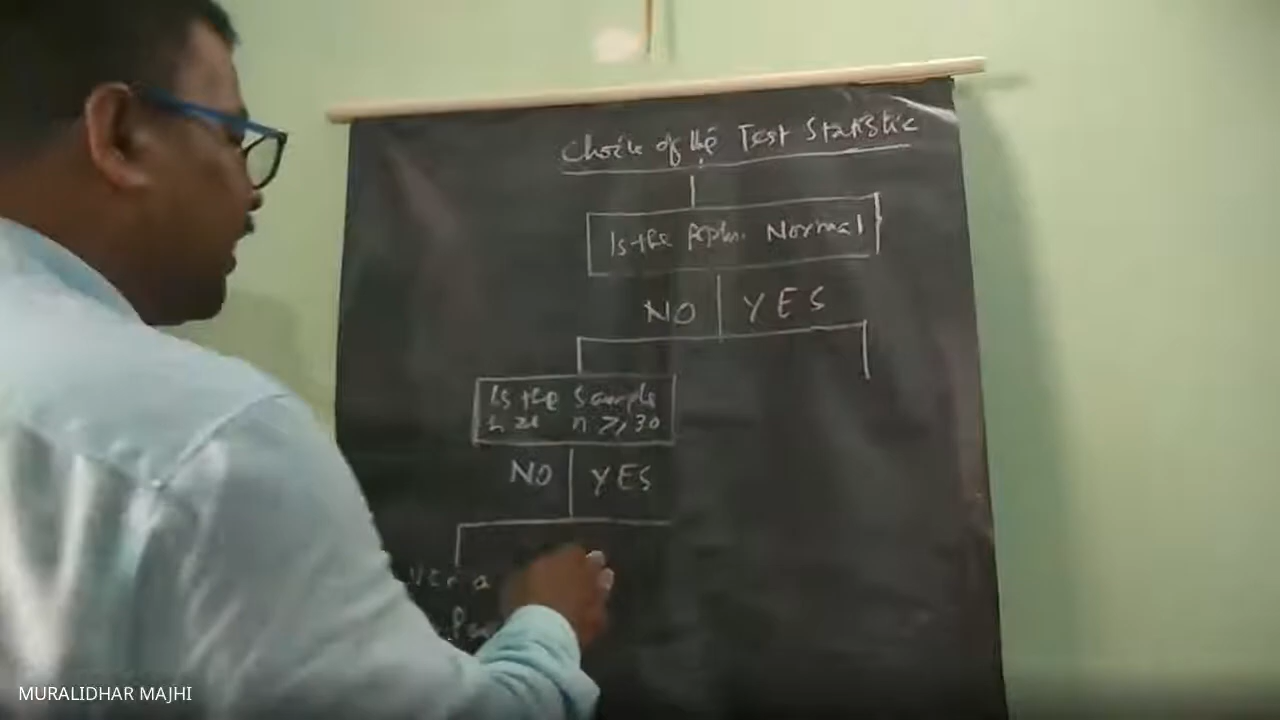 Choice of the Test Statistic
Is the Popln. Normal
NO YES
Is the Sample
n ≥ 30
NO YES
MURALIDHAR MAJHI